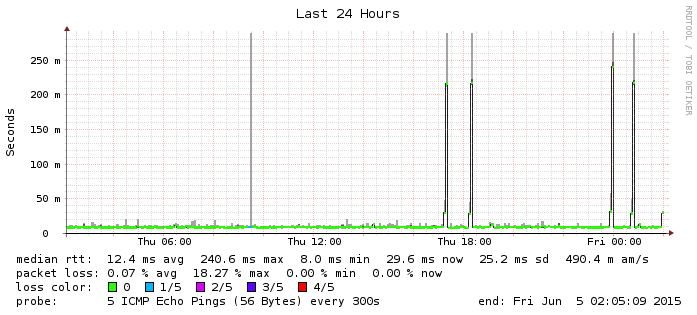 Last 24 Hours
RRDTOOL / TOBI OETIKER
Seconds
250 m
200 m
150 m
100 m
50 m
0
Thu 06:00 Thu 12:00 Thu 18:00 Fri 00:00
median rtt: 12.4 ms avg 240.6 ms max 8.0 ms min 29.6 ms now 25.2 ms sd 490.4 m am/s
packet loss: 0.07 % avg 18.27 % max 0.00 % min 0.00 % now
loss color: 0 1/5 2/5 3/5 4/5
probe: 5 ICMP Echo Pings (56 Bytes) every 300s end: Fri Jun 5 02:05:09 2015